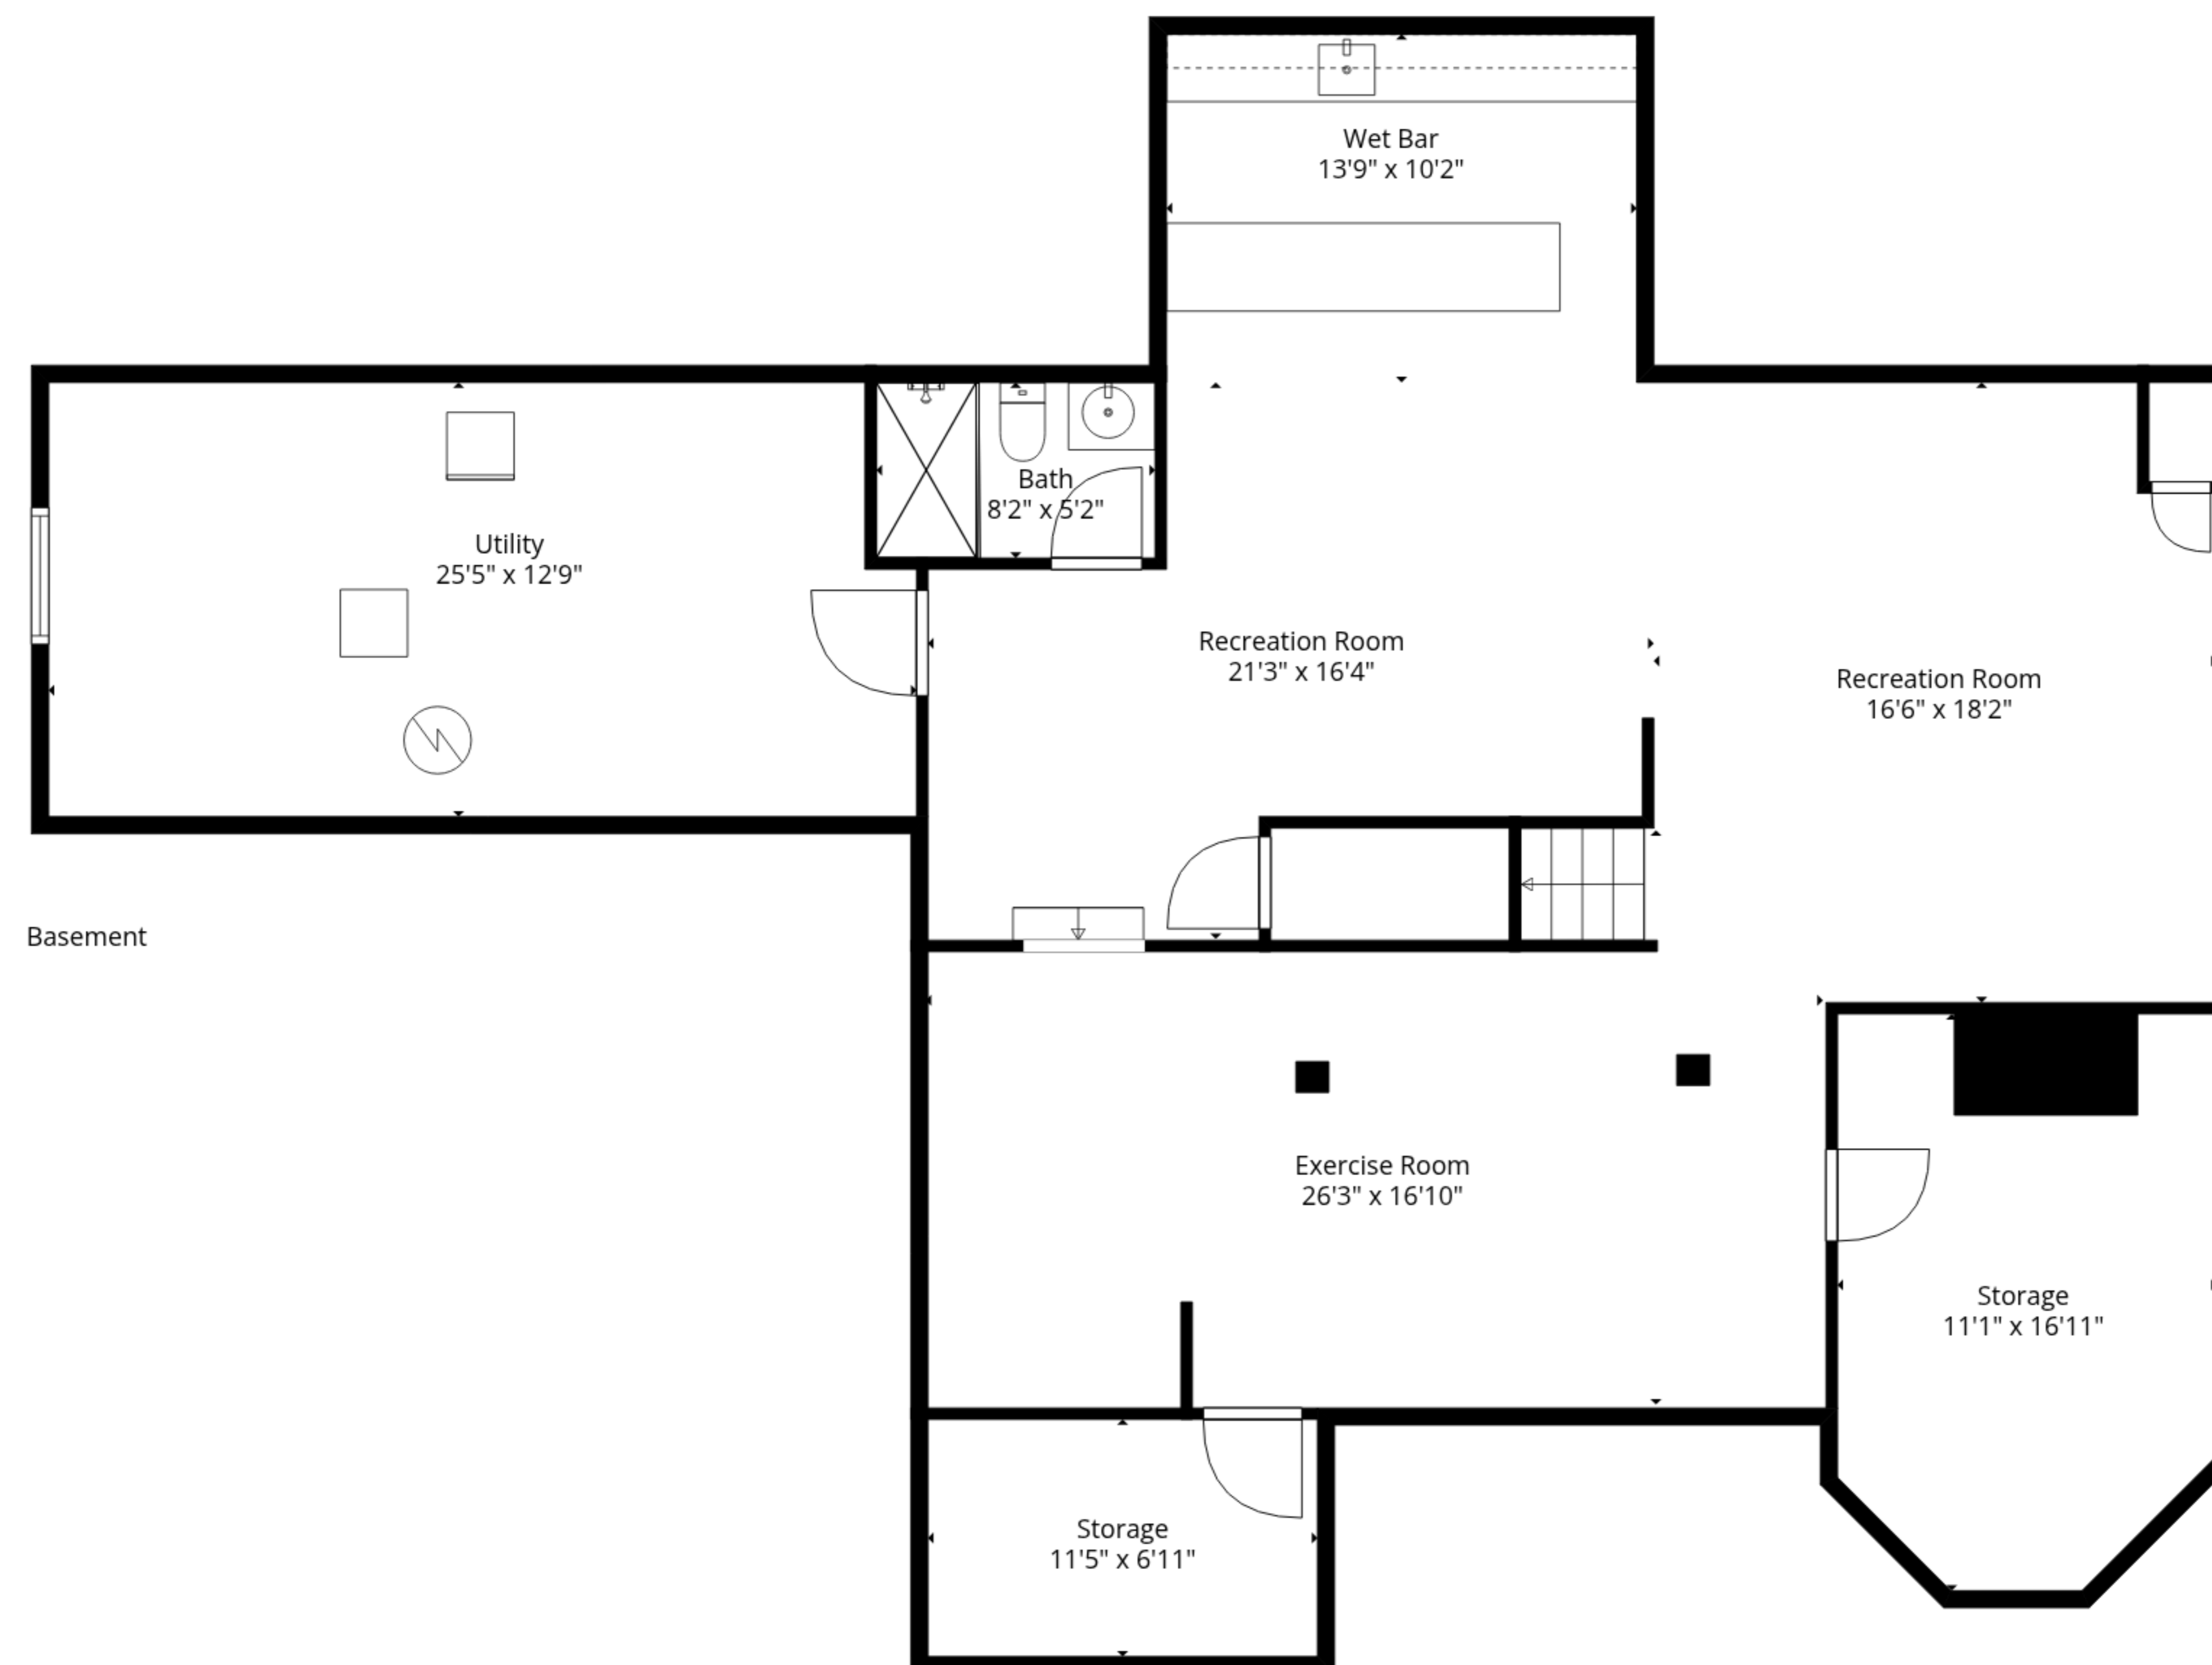 Wet Bar
13'9" x 10'2"
Bath
8'2" x 5'2"
Utility
25'5" x 12'9"
Recreation Room
21'3" x 16'4"
Recreation Room
16'6" x 18'2"
Basement
Exercise Room
26'3" x 16'10"
Storage
11'1" x 16'11"
Storage
11'5" x 6'11"